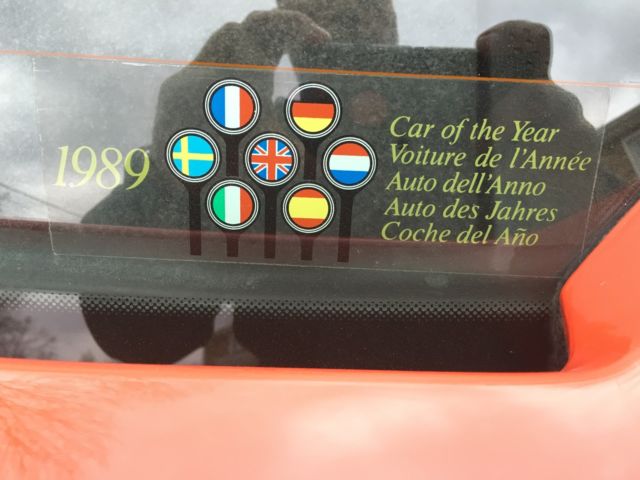 1989
Car of the Year
Voiture de l'Année
Auto dell'Anno
Auto des Jahres
Coche del Año